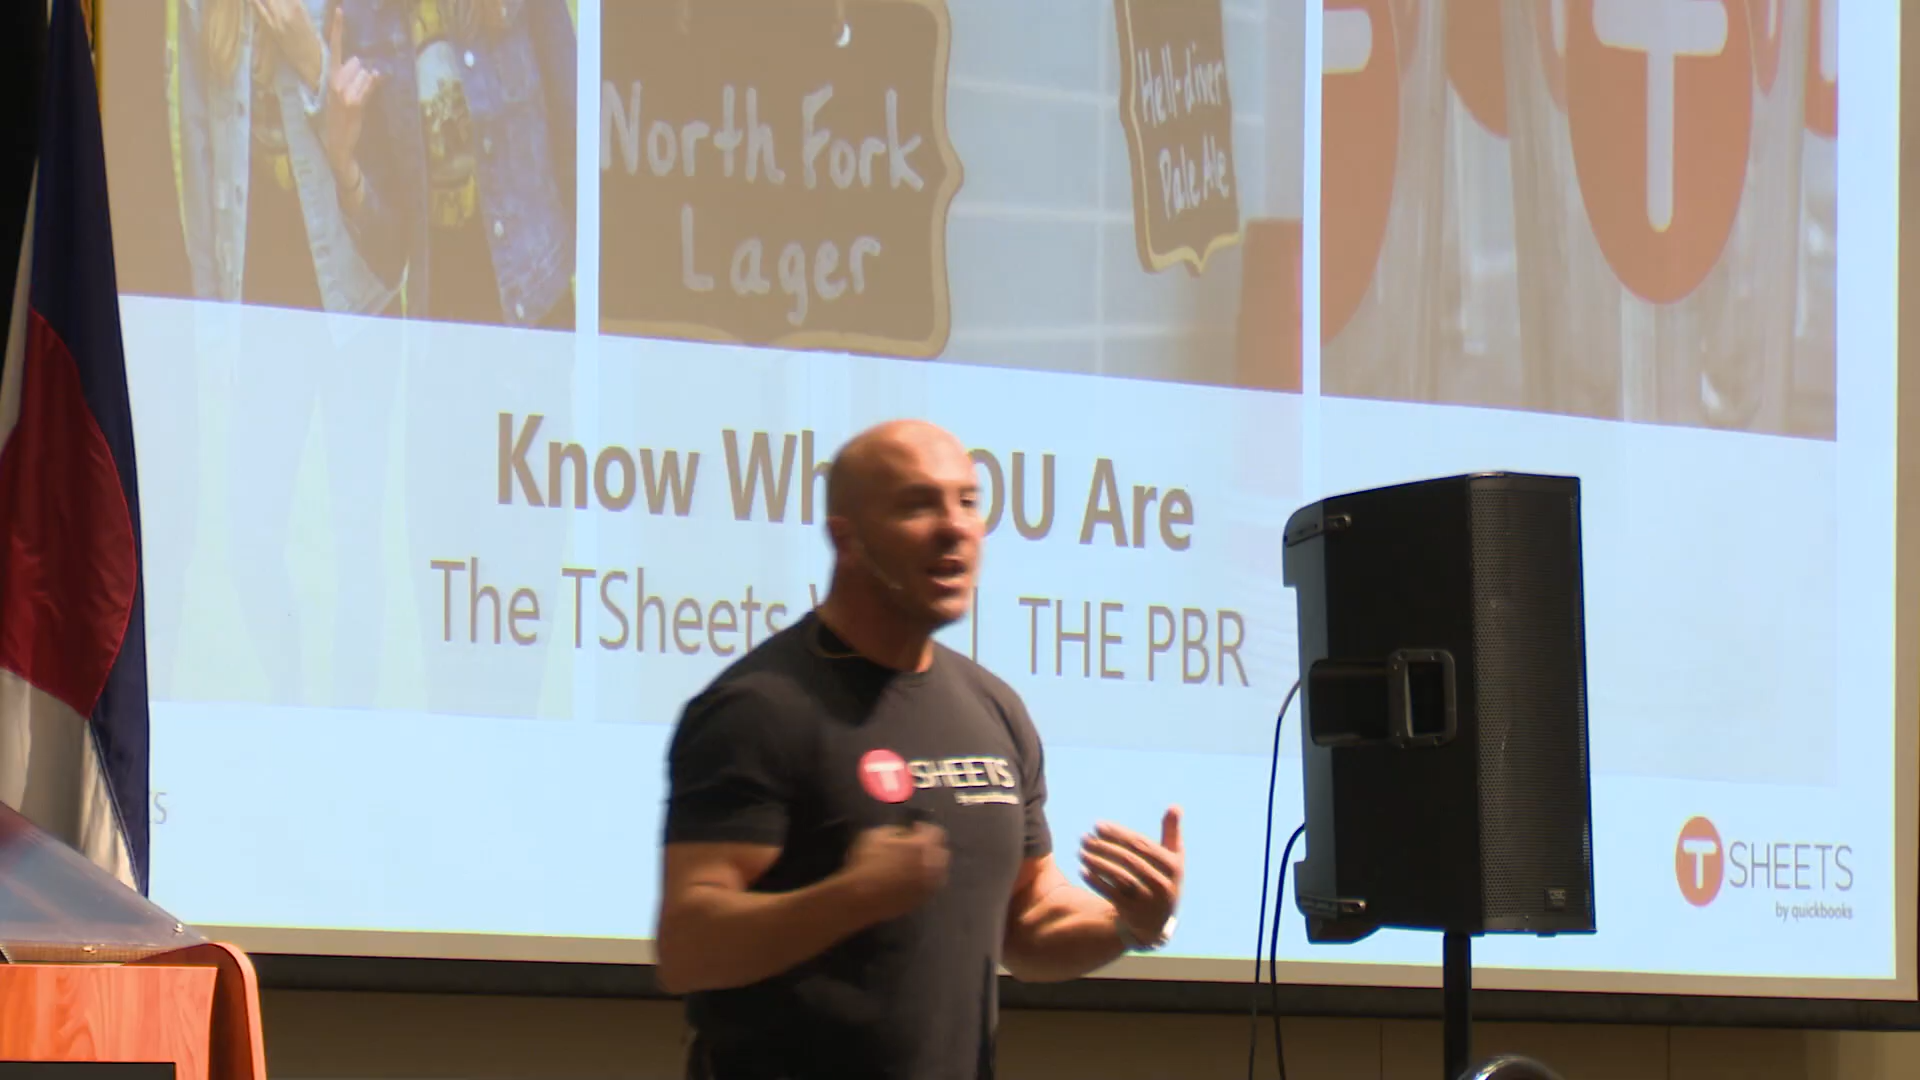 North Fork
Lager
Hell-diver
Pale Ale
T
Know Wh OU Are
The TSheets | THE PBR
TSHEETS
TSHEETS
by quickbooks